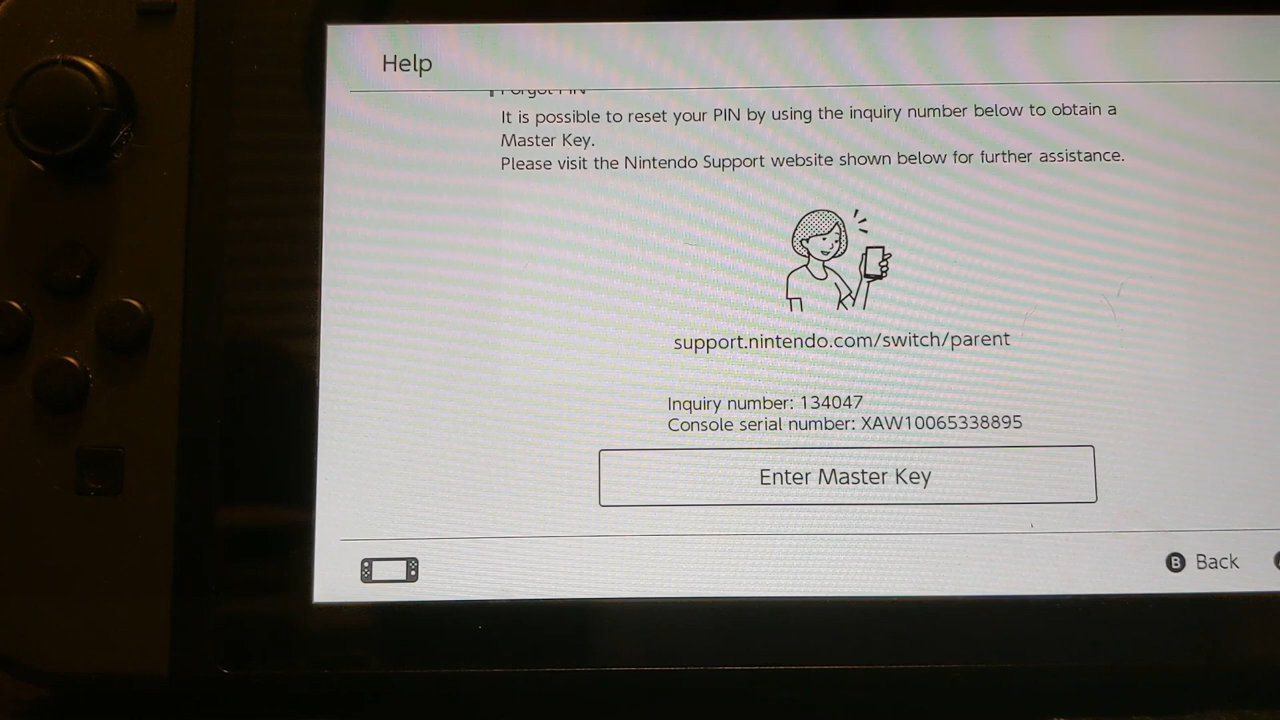 Help
Forgot PIN
It is possible to reset your PIN by using the inquiry number below to obtain a
Master Key.
Please visit the Nintendo Support website shown below for further assistance.
support.nintendo.com/switch/parent
Inquiry number: 134047
Console serial number: XAW10065338895
Enter Master Key
B Back